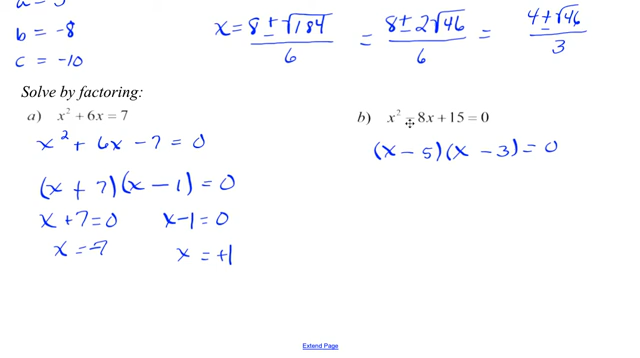 a = 3
b = -8
c = -10
x = 8 ± √184 / 6 = 8 ± 2√46 / 6 = 4 ± √46 / 3
Solve by factoring:
a) x² + 6x = 7
x² + 6x - 7 = 0
(x + 7)(x - 1) = 0
x + 7 = 0 x - 1 = 0
x = -7 x = +1
b) x² - 8x + 15 = 0
(x - 5)(x - 3) = 0
Extend Page